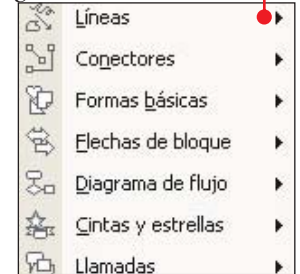 Líneas
Conectores
Formas básicas
Flechas de bloque
Diagrama de flujo
Cintas y estrellas
Llamadas